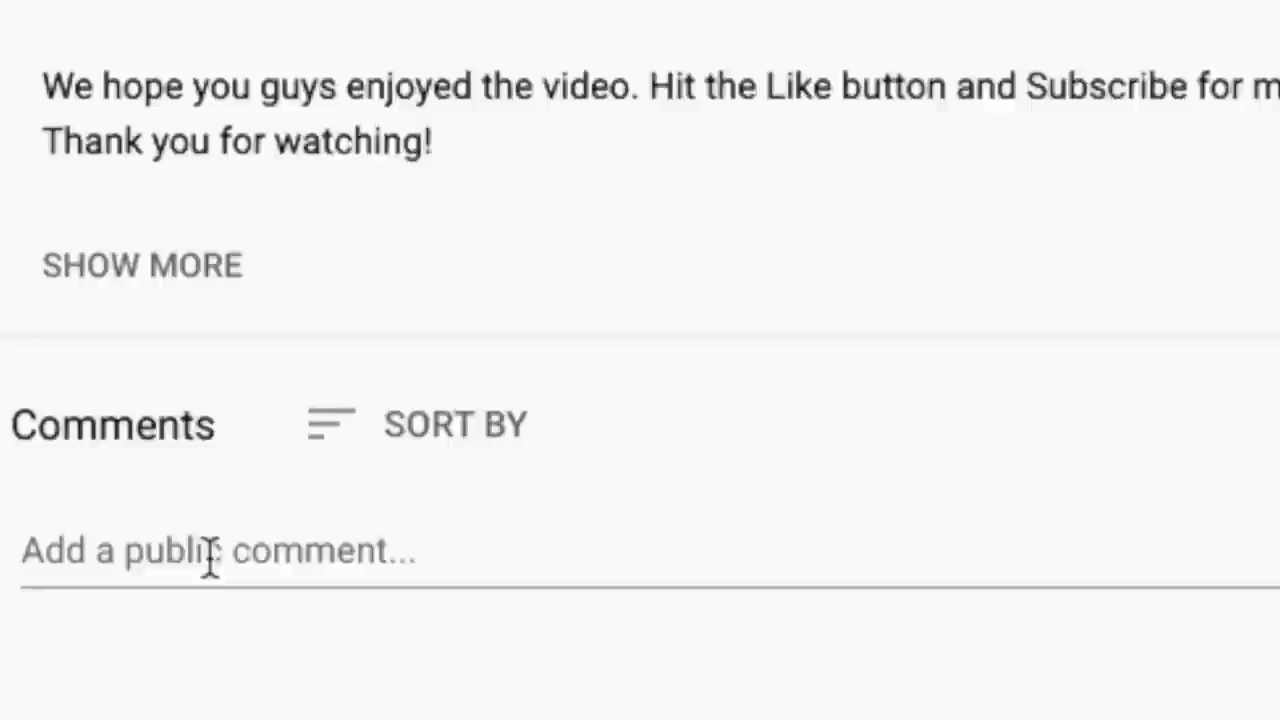 We hope you guys enjoyed the video. Hit the Like button and Subscribe for
Thank you for watching!
SHOW MORE
Comments
SORT BY
Add a public comment...